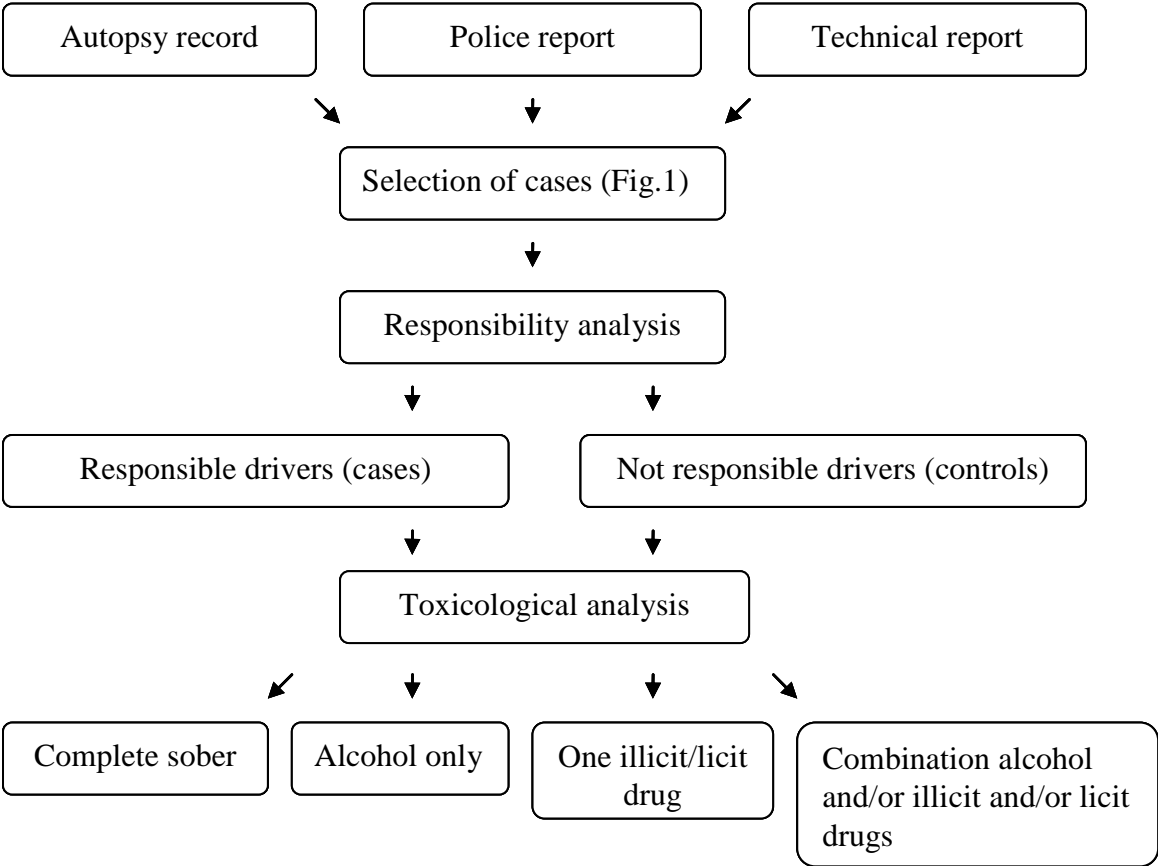 Autopsy record
Police report
Technical report
Selection of cases (Fig.1)
Responsibility analysis
Responsible drivers (cases)
Not responsible drivers (controls)
Toxicological analysis
Complete sober
Alcohol only
One illicit/licit
drug
Combination alcohol
and/or illicit and/or licit
drugs